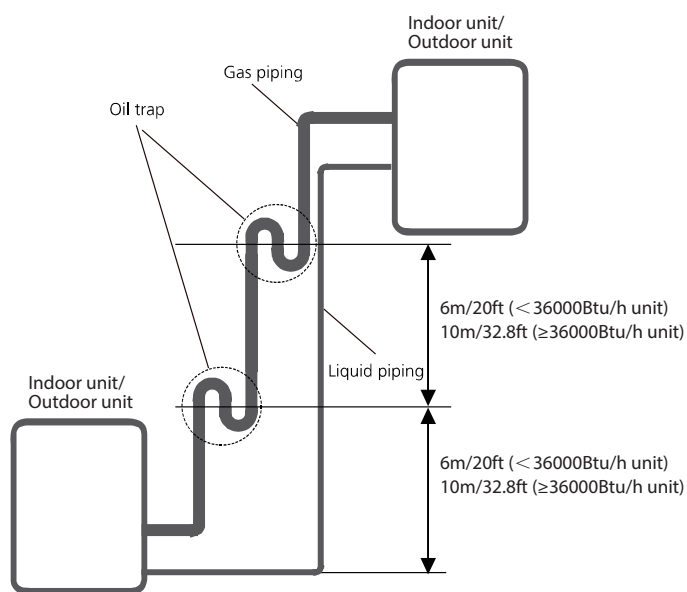 Indoor unit/
Outdoor unit
Gas piping
Oil trap
6m/20ft (＜36000Btu/h unit)
10m/32.8ft (≥36000Btu/h unit)
Liquid piping
Indoor unit/
Outdoor unit
6m/20ft (＜36000Btu/h unit)
10m/32.8ft (≥36000Btu/h unit)